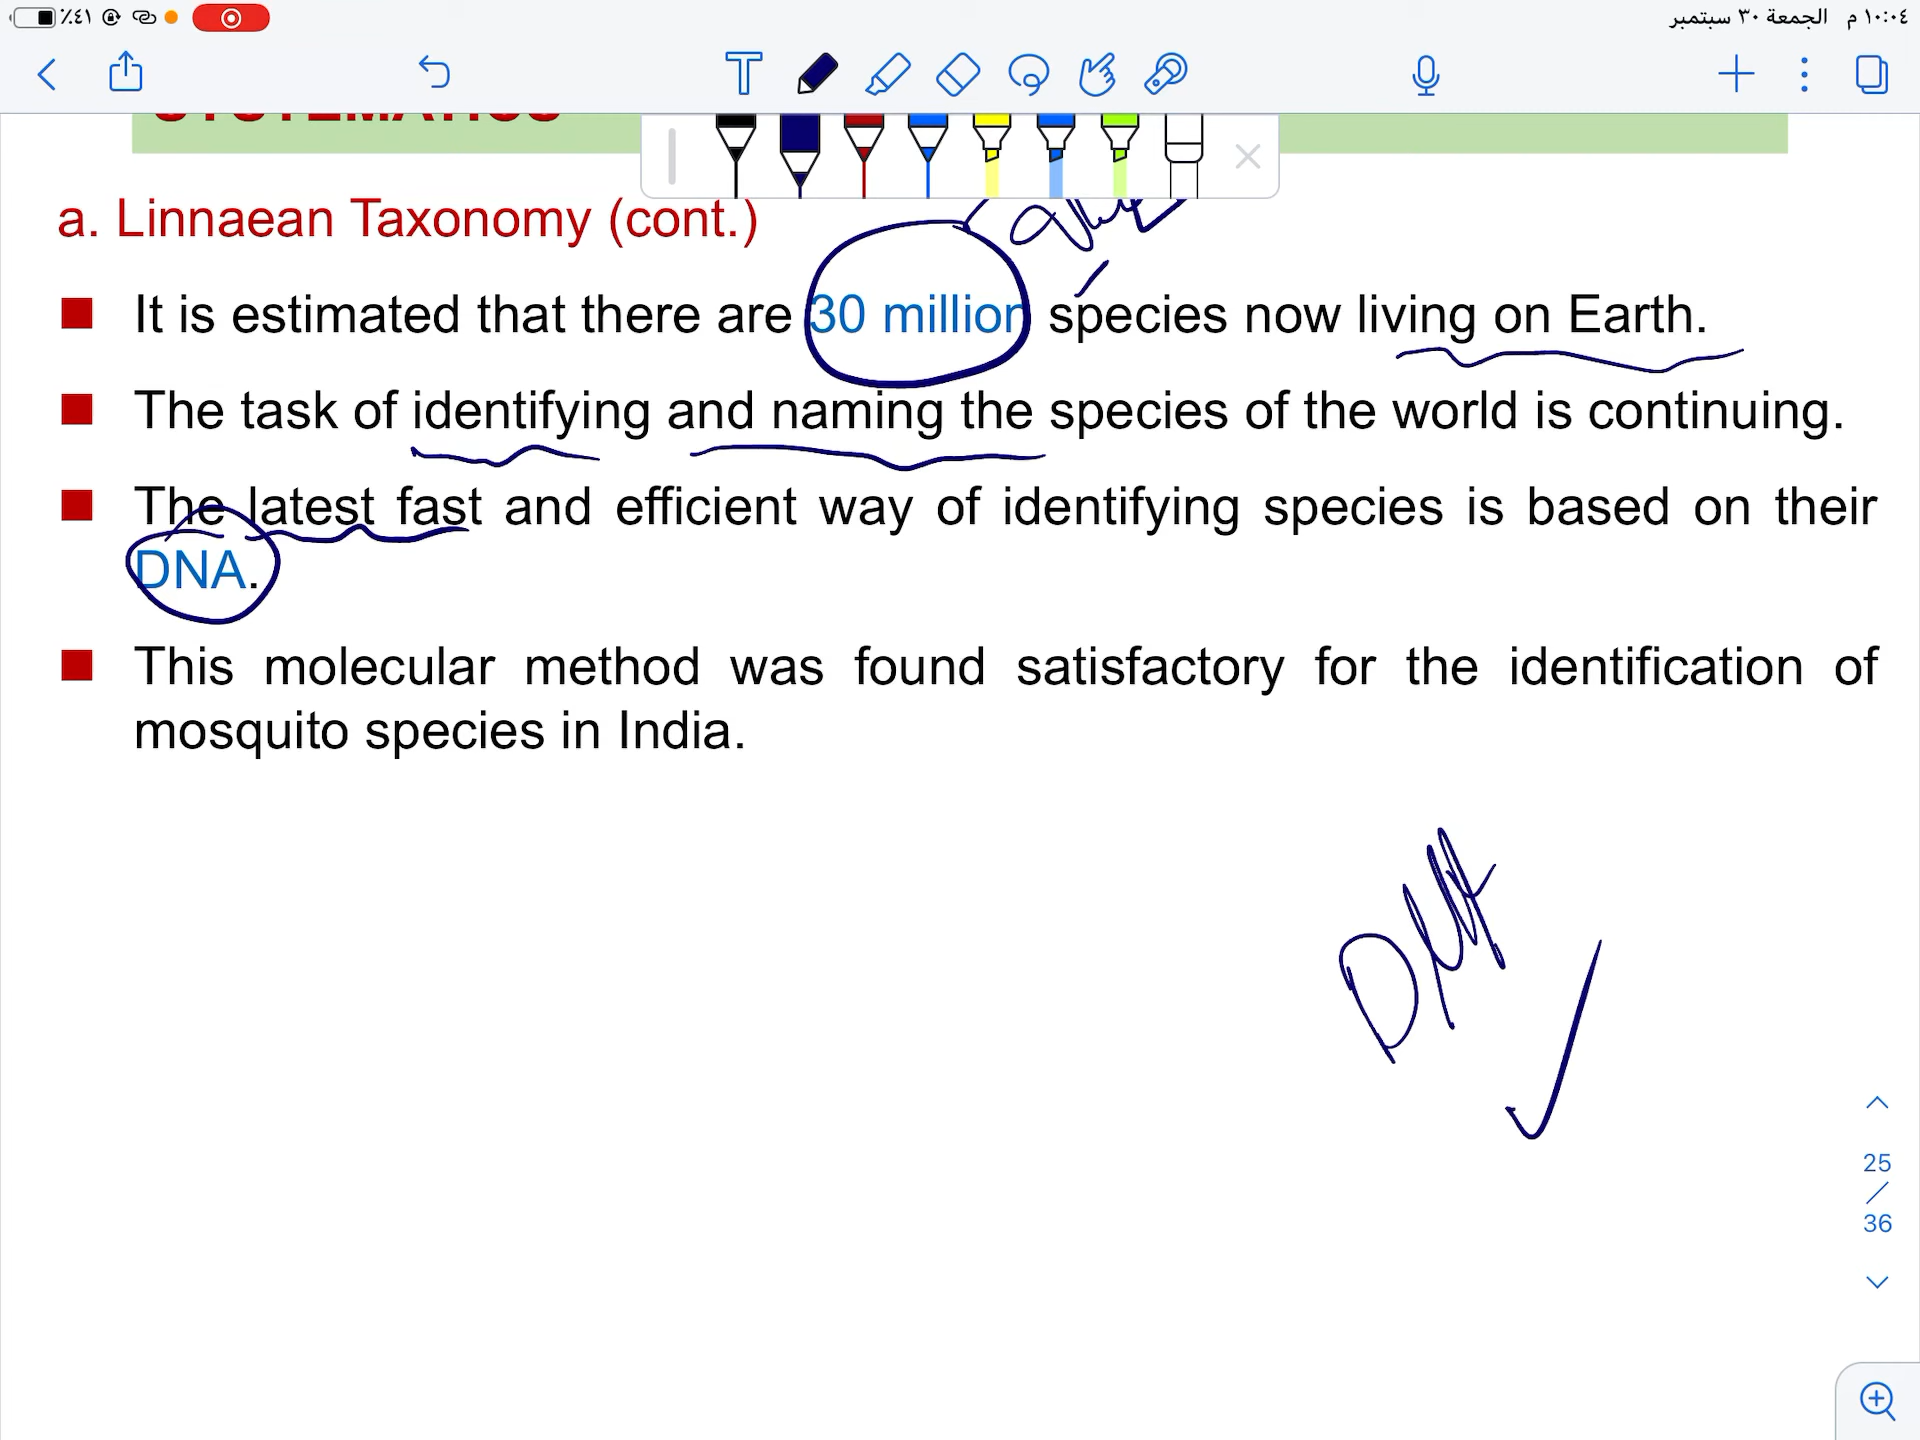 ٪٤١
١٠:٠٤ م الجمعة ٣٠ سبتمبر
T
SYSTEMATICS
a. Linnaean Taxonomy (cont.)
It is estimated that there are 30 million species now living on Earth.
The task of identifying and naming the species of the world is continuing.
The latest fast and efficient way of identifying species is based on their
DNA.
This molecular method was found satisfactory for the identification of
mosquito species in India.
DNA
25
/
36